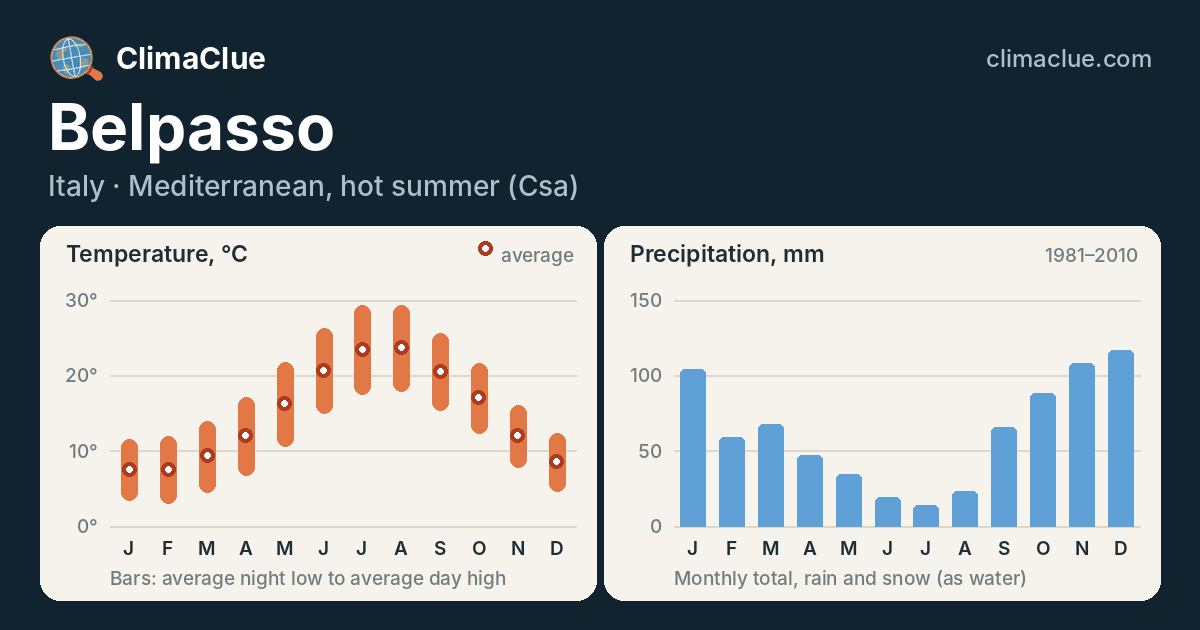 ClimaClue
climaclue.com
Belpasso
Italy · Mediterranean, hot summer (Csa)
Temperature, °C
average
30°
20°
10°
0°
J F M A M J J A S O N D
Bars: average night low to average day high
Precipitation, mm
1981–2010
150
100
50
0
J F M A M J J A S O N D
Monthly total, rain and snow (as water)